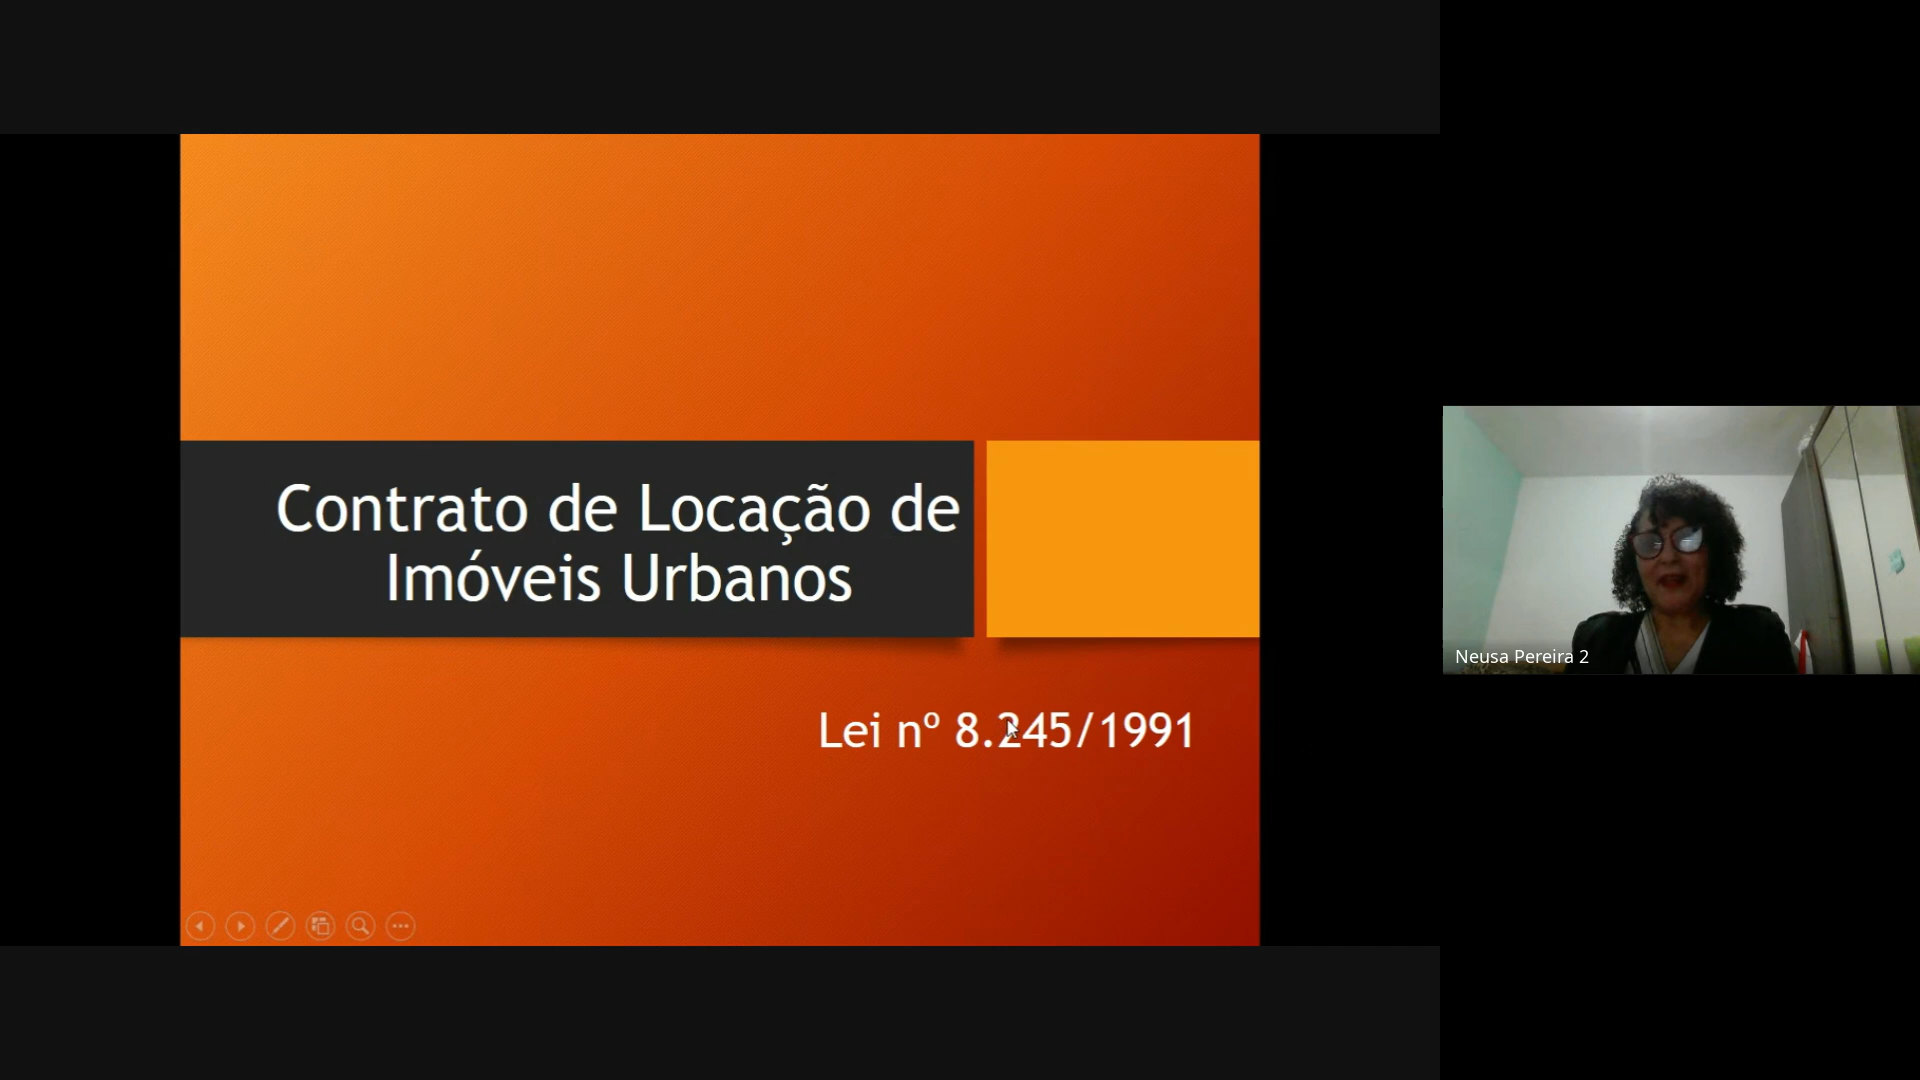 Contrato de Locação de
Imóveis Urbanos
Lei nº 8.245/1991
Neusa Pereira 2